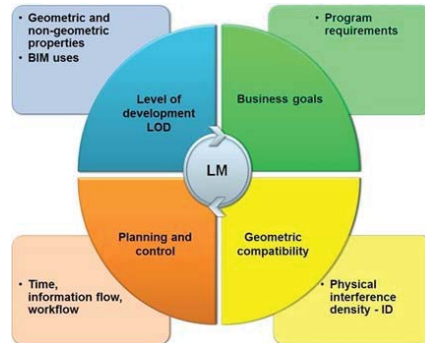 • Geometric and
non-geometric
properties
• BIM uses
• Program
requirements
Level of
development
LOD
Business goals
LM
Planning and
control
Geometric
compatibility
• Time,
information flow,
workflow
• Physical
interference
density - ID